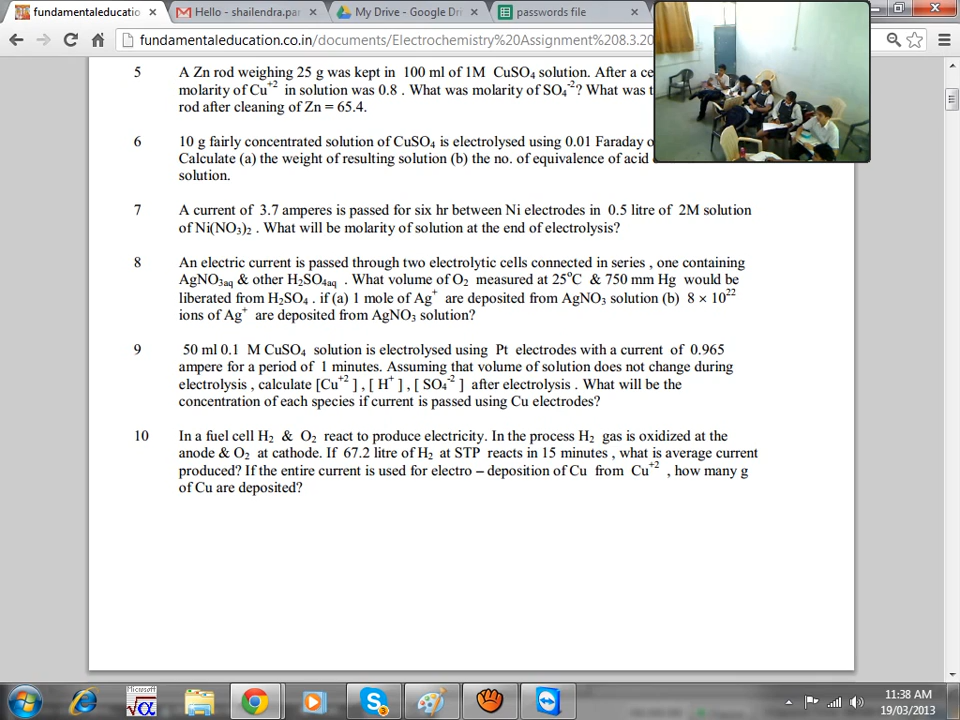 fundamentaleducatio
Hello - shailendra.par
My Drive - Google Dri
passwords file
fundamentaleducation.co.in/documents/Electrochemistry%20Assignment%208.3.20
5 A Zn rod weighing 25 g was kept in 100 ml of 1M CuSO₄ solution. After a ce
molarity of Cu⁺² in solution was 0.8 . What was molarity of SO₄⁻²? What was t
rod after cleaning of Zn = 65.4.
6 10 g fairly concentrated solution of CuSO₄ is electrolysed using 0.01 Faraday o
Calculate (a) the weight of resulting solution (b) the no. of equivalence of acid
solution.
7 A current of 3.7 amperes is passed for six hr between Ni electrodes in 0.5 litre of 2M solution
of Ni(NO₃)₂ . What will be molarity of solution at the end of electrolysis?
8 An electric current is passed through two electrolytic cells connected in series , one containing
AgNO₃aq & other H₂SO₄aq . What volume of O₂ measured at 25°C & 750 mm Hg would be
liberated from H₂SO₄ . if (a) 1 mole of Ag⁺ are deposited from AgNO₃ solution (b) 8 × 10²²
ions of Ag⁺ are deposited from AgNO₃ solution?
9 50 ml 0.1 M CuSO₄ solution is electrolysed using Pt electrodes with a current of 0.965
ampere for a period of 1 minutes. Assuming that volume of solution does not change during
electrolysis , calculate [Cu⁺² ] , [ H⁺ ] , [ SO₄⁻² ] after electrolysis . What will be the
concentration of each species if current is passed using Cu electrodes?
10 In a fuel cell H₂ & O₂ react to produce electricity. In the process H₂ gas is oxidized at the
anode & O₂ at cathode. If 67.2 litre of H₂ at STP reacts in 15 minutes , what is average current
produced? If the entire current is used for electro – deposition of Cu from Cu⁺² , how many g
of Cu are deposited?
Microsoft
√α
11:38 AM
19/03/2013